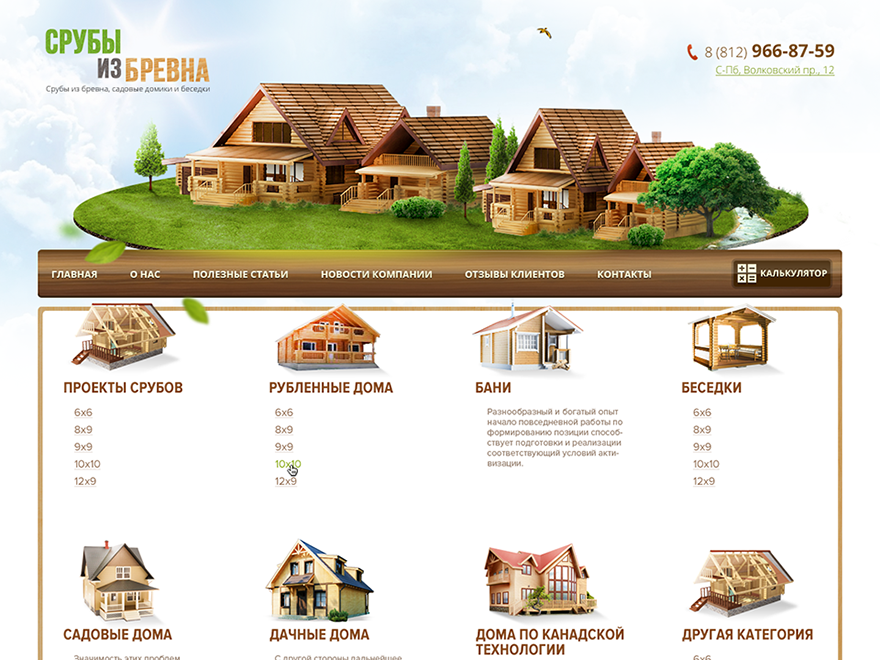 СРУБЫ
ИЗ БРЕВНА
Срубы из бревна, садовые домики и беседки
8 (812) 966-87-59
С-Пб, Волковский пр., 12
ГЛАВНАЯ О НАС ПОЛЕЗНЫЕ СТАТЬИ НОВОСТИ КОМПАНИИ ОТЗЫВЫ КЛИЕНТОВ КОНТАКТЫ КАЛЬКУЛЯТОР
ПРОЕКТЫ СРУБОВ
6x6
8x9
9x9
10x10
12x9
РУБЛЕННЫЕ ДОМА
6x6
8x9
9x9
10x10
12x9
БАНИ
Разнообразный и богатый опыт
начало повседневной работы по
формированию позиции способ-
ствует подготовки и реализации
соответствующий условий акти-
визации.
БЕСЕДКИ
6x6
8x9
9x9
10x10
12x9
САДОВЫЕ ДОМА
Значимость этих проблем
ДАЧНЫЕ ДОМА
С другой стороны дальнейшее
ДОМА ПО КАНАДСКОЙ
ТЕХНОЛОГИИ
ДРУГАЯ КАТЕГОРИЯ
6x6